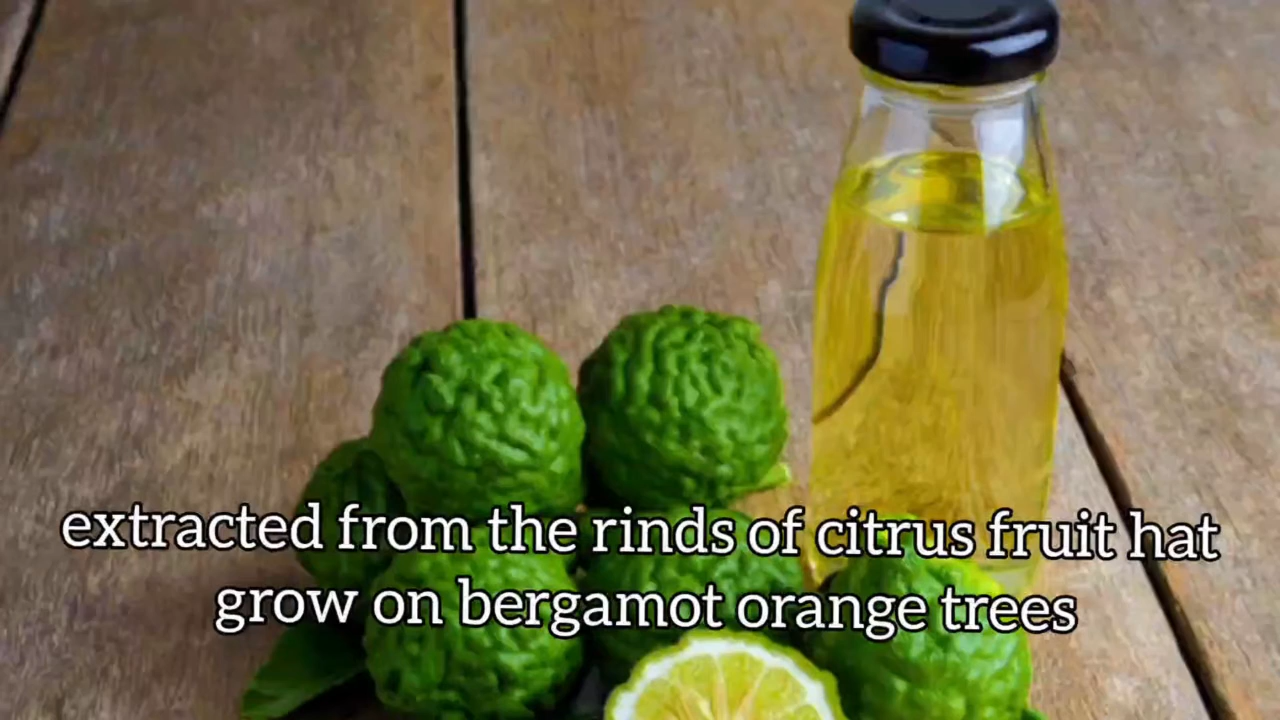 extracted from the rinds of citrus fruit hat
grow on bergamot orange trees